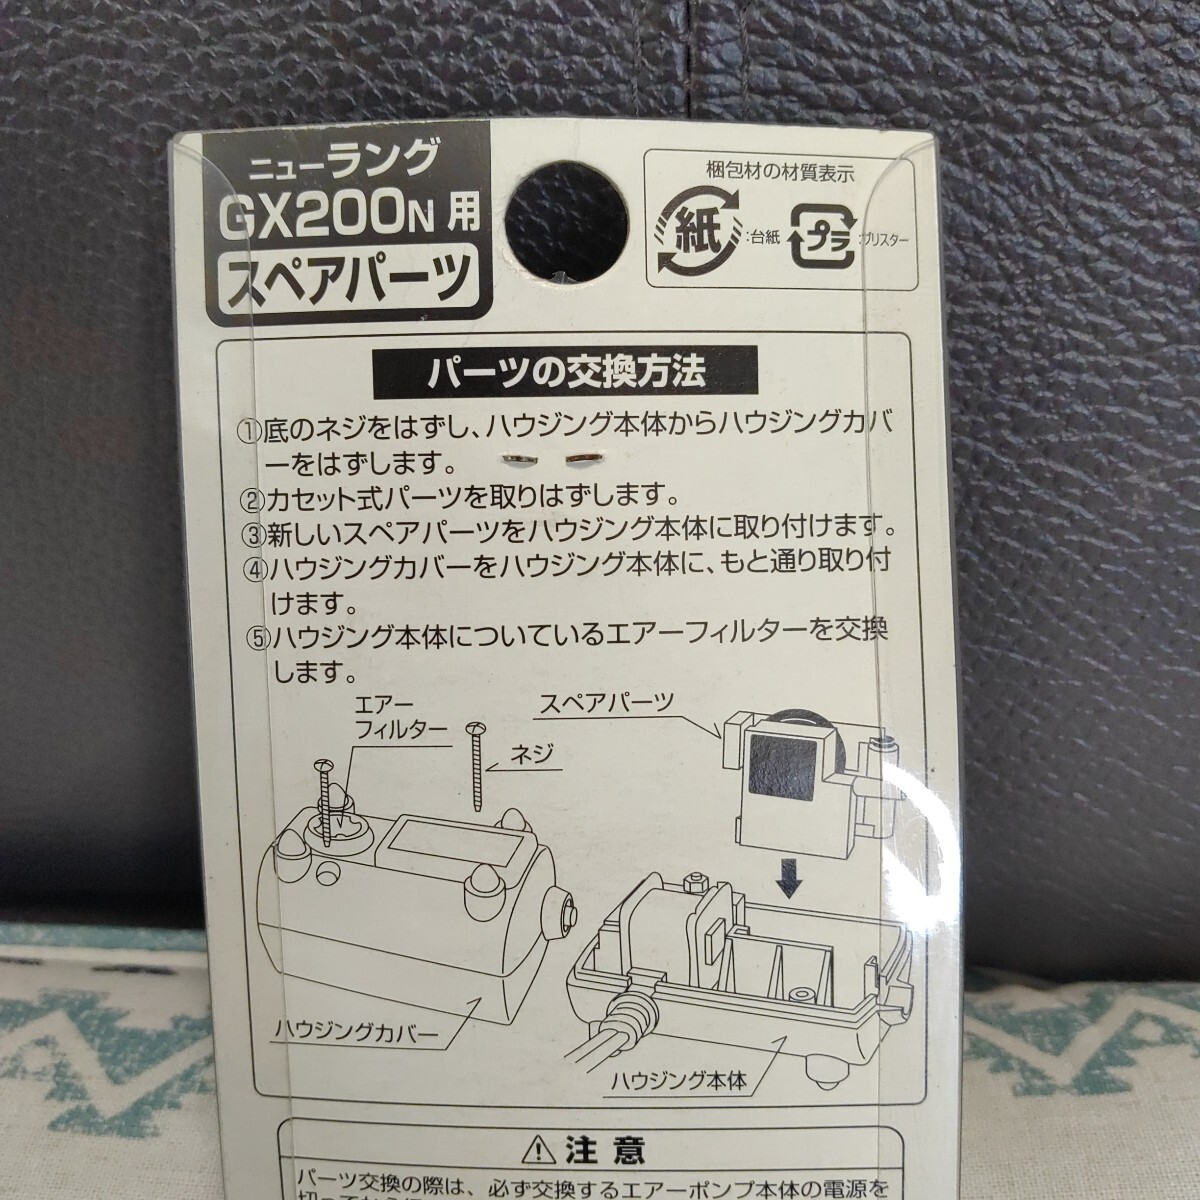 ニューラング
GX200N 用
スペアパーツ
梱包材の材質表示
紙 :台紙 プラ :ブリスター
パーツの交換方法
①底のネジをはずし、ハウジング本体からハウジングカバ
ーをはずします。
②カセット式パーツを取りはずします。
③新しいスペアパーツをハウジング本体に取り付けます。
④ハウジングカバーをハウジング本体に、もと通り取り付
けます。
⑤ハウジング本体についているエアーフィルターを交換
します。
エアー
フィルター
ネジ
スペアパーツ
ハウジングカバー
ハウジング本体
⚠注意
パーツ交換の際は、必ず交換するエアーポンプ本体の電源を